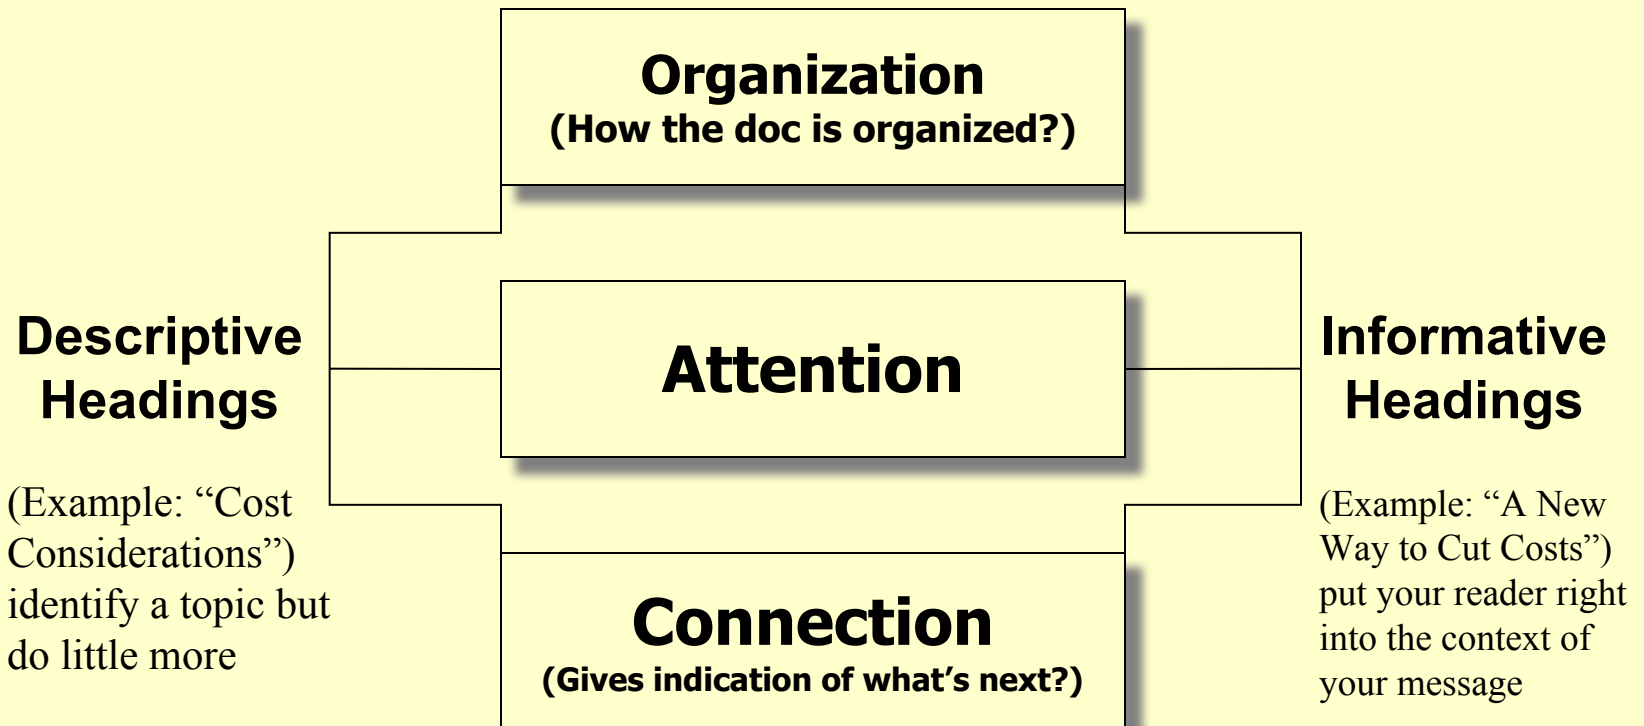 Organization
(How the doc is organized?)
Descriptive
Headings
(Example: “Cost
Considerations”)
identify a topic but
do little more
Attention
Connection
(Gives indication of what’s next?)
Informative
Headings
(Example: “A New
Way to Cut Costs”)
put your reader right
into the context of
your message